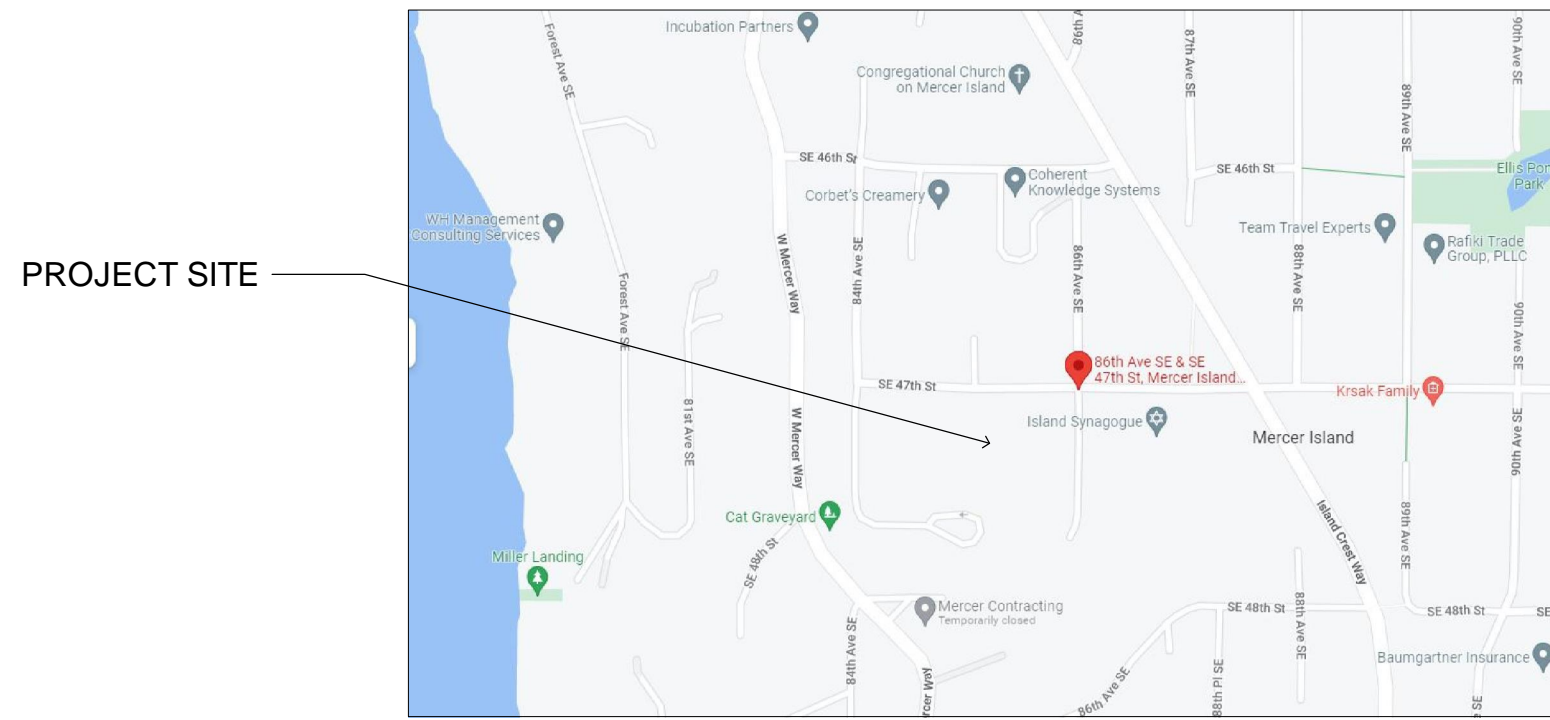 Incubation Partners
Forest Ave SE
86th A
87th Ave SE
90th Ave SE
Congregational Church
on Mercer Island
89th Ave SE
SE 46th St
SE 46th St
Ellis Pon
Park
Coherent
Knowledge Systems
Corbet's Creamery
WH Management
Consulting Services
Team Travel Experts
Rafiki Trade
Group, PLLC
W Mercer Way
84th Ave SE
86th Ave SE
88th Ave SE
PROJECT SITE
Forest Ave SE
90th Ave SE
86th Ave SE & SE
47th St, Mercer Island...
SE 47th St
Krsak Family
81st Ave SE
W Mercer Way
Island Synagogue
Mercer Island
90th Ave SE
Cat Graveyard
Island Crest Way
89th Ave SE
SE 48th St
Miller Landing
Mercer Contracting
Temporarily closed
SE 48th St
88th Ave SE
SE 48th St
SE
84th Ave SE
Baumgartner Insurance
rcer Way
86th Ave SE
88th Pl SE
e SE